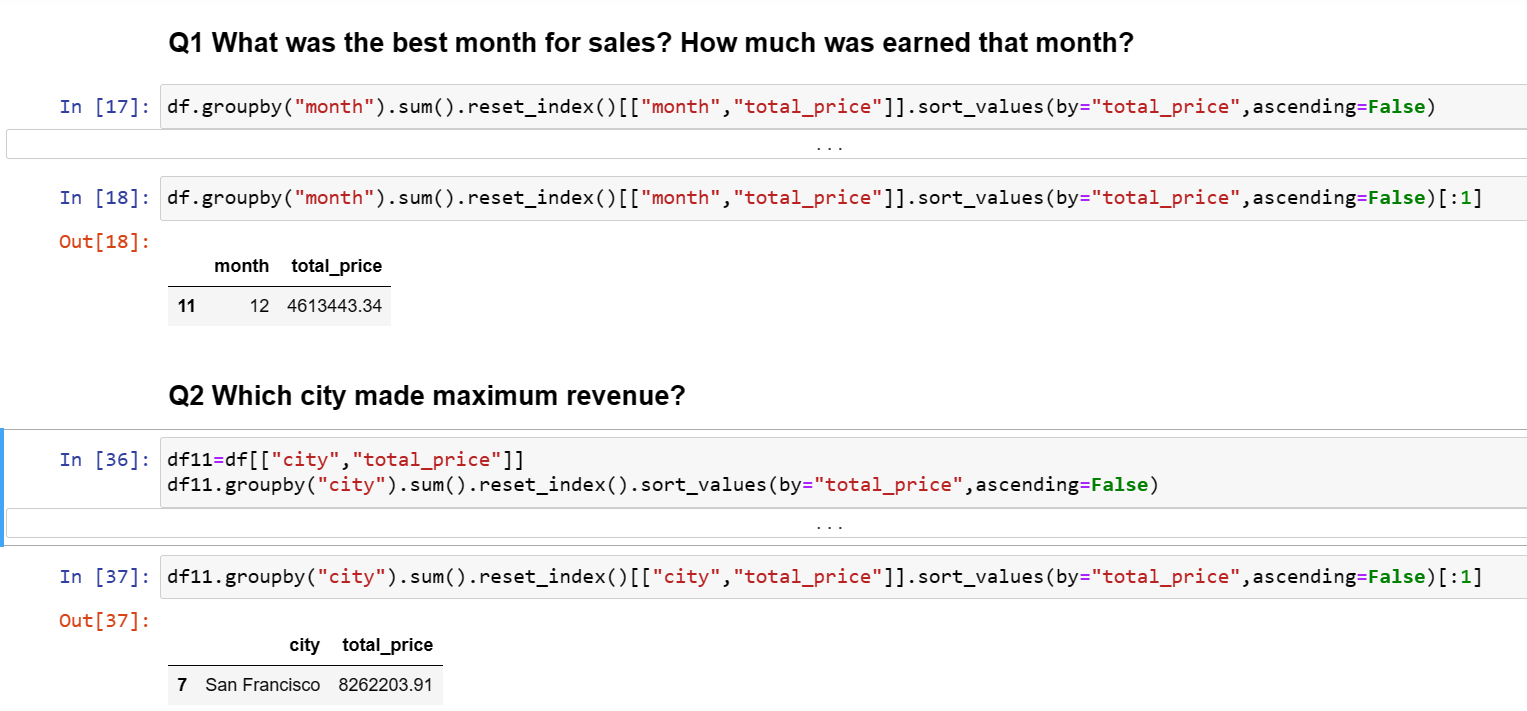 Q1 What was the best month for sales? How much was earned that month?
In [17]: df.groupby("month").sum().reset_index()[["month","total_price"]].sort_values(by="total_price",ascending=False)
...
In [18]: df.groupby("month").sum().reset_index()[["month","total_price"]].sort_values(by="total_price",ascending=False)[:1]
Out[18]:
month total_price
11 12 4613443.34
Q2 Which city made maximum revenue?
In [36]: df11=df[["city","total_price"]]
df11.groupby("city").sum().reset_index().sort_values(by="total_price",ascending=False)
...
In [37]: df11.groupby("city").sum().reset_index()[["city","total_price"]].sort_values(by="total_price",ascending=False)[:1]
Out[37]:
city total_price
7 San Francisco 8262203.91